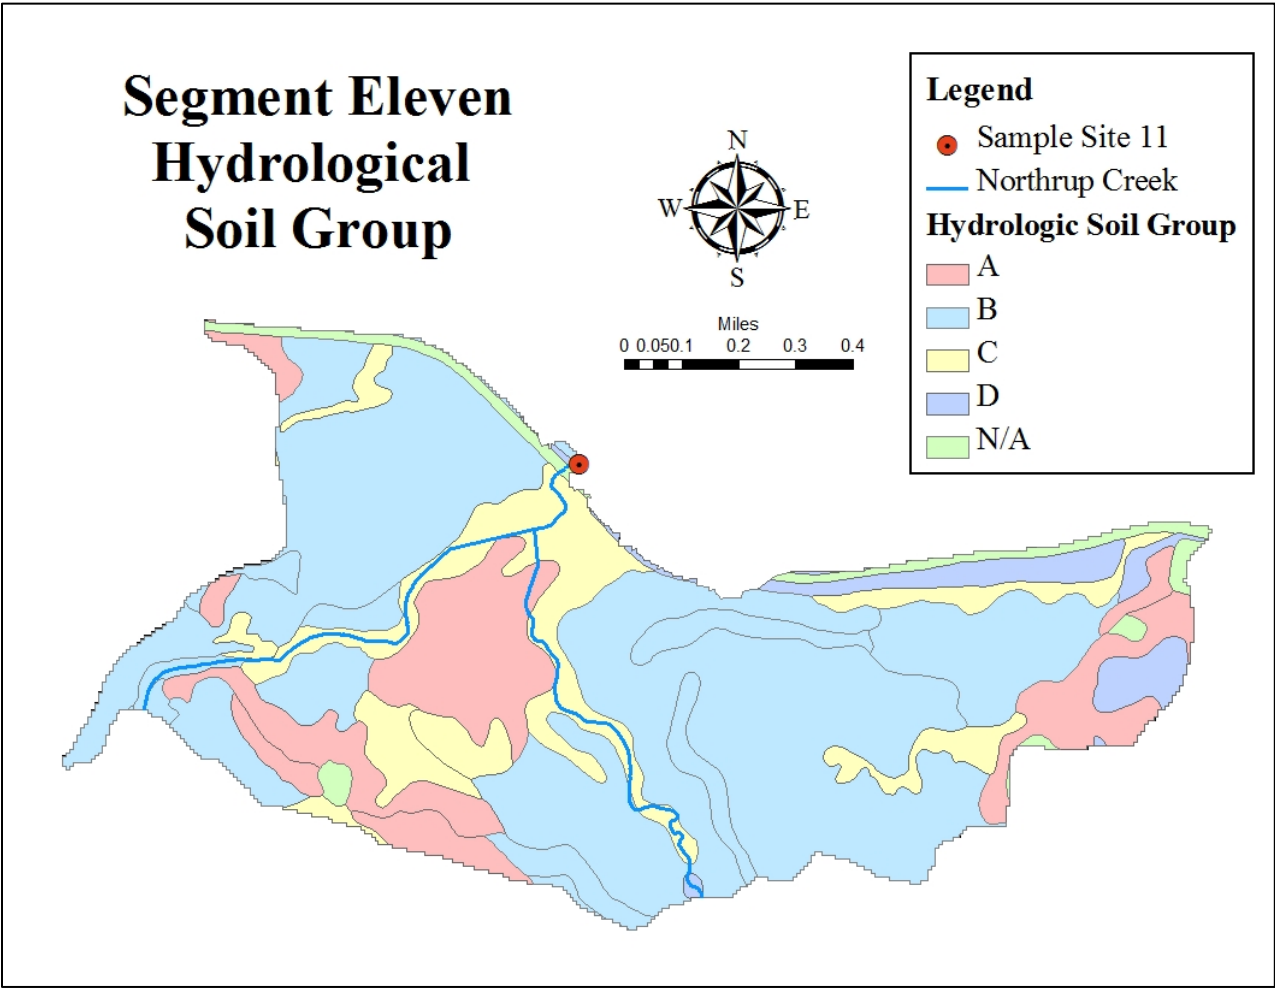 Segment Eleven
Hydrological
Soil Group
N
W
E
S
Miles
0 0.050.1 0.2 0.3 0.4
Legend
Sample Site 11
Northrup Creek
Hydrologic Soil Group
A
B
C
D
N/A